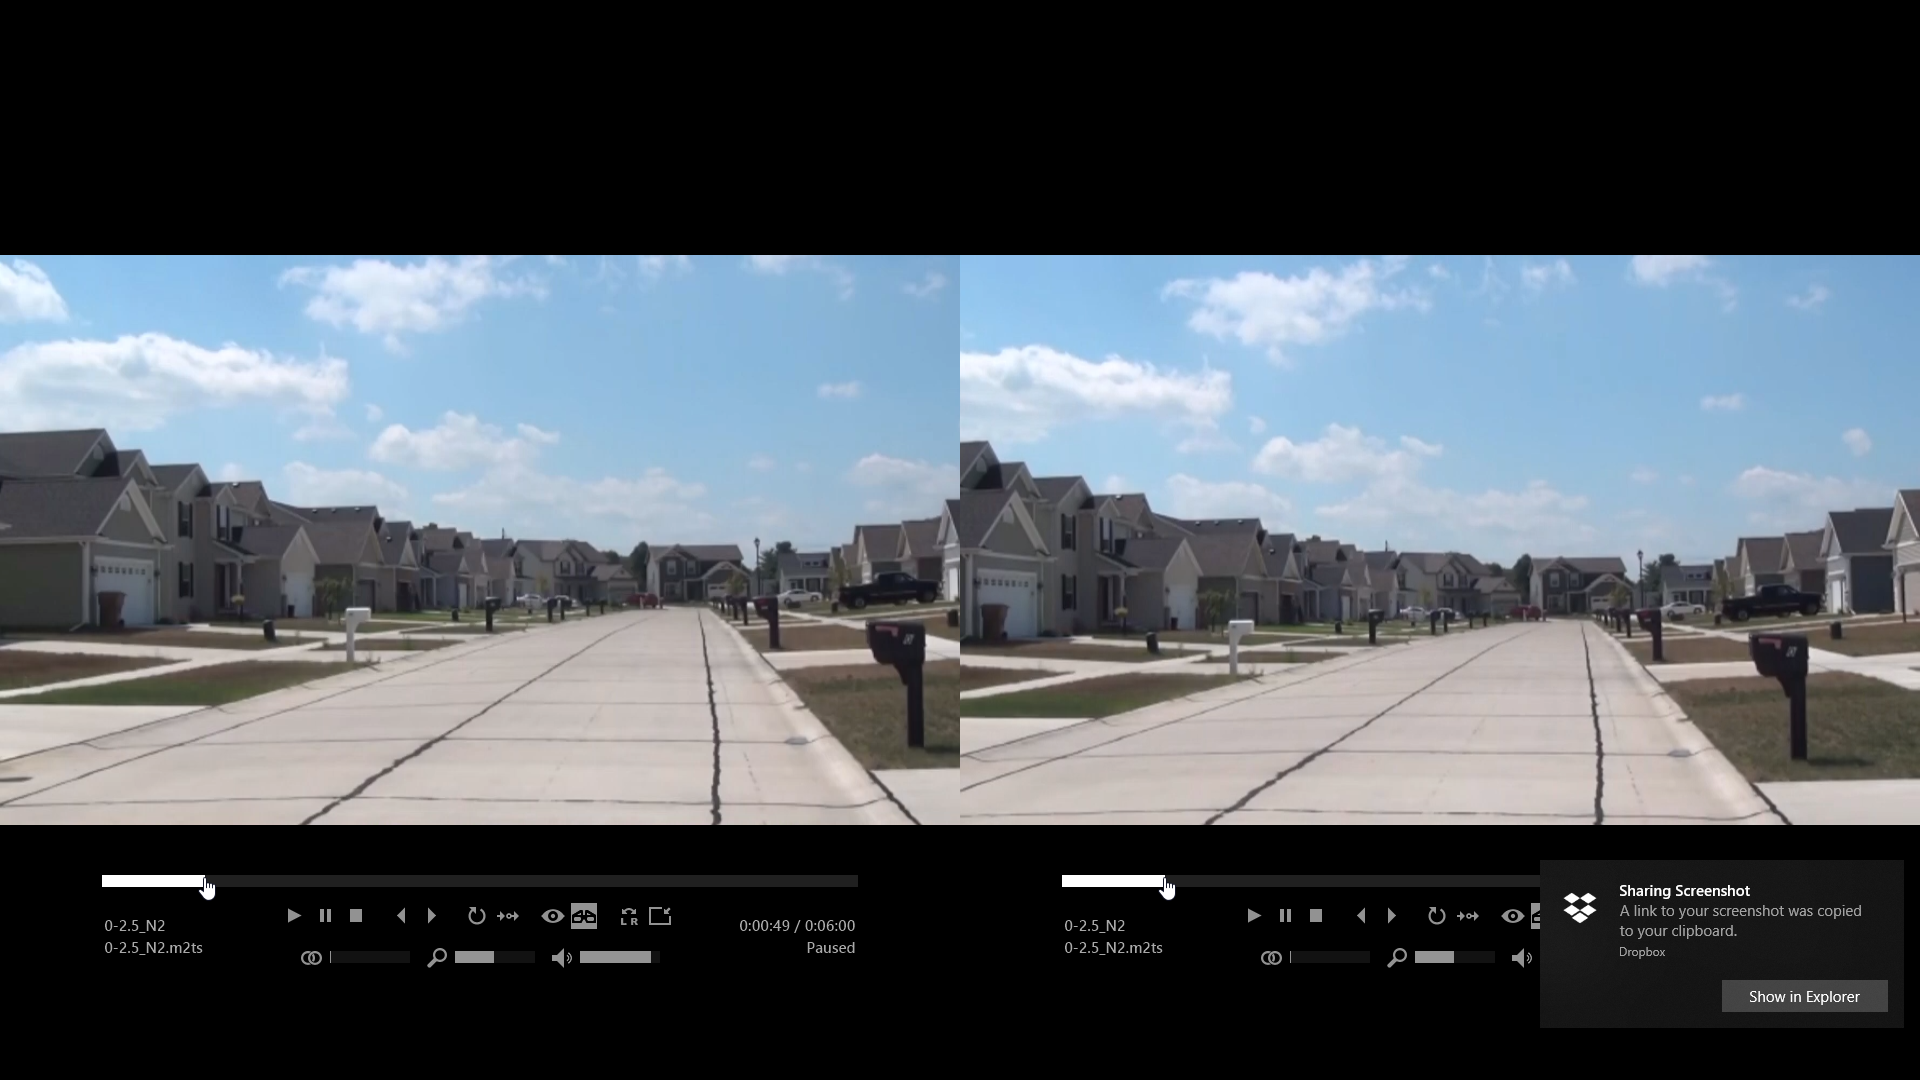 0-2.5_N2
0-2.5_N2.m2ts
R
0:00:49 / 0:06:00
Paused
0-2.5_N2
0-2.5_N2.m2ts
Sharing Screenshot
A link to your screenshot was copied
to your clipboard.
Dropbox
Show in Explorer